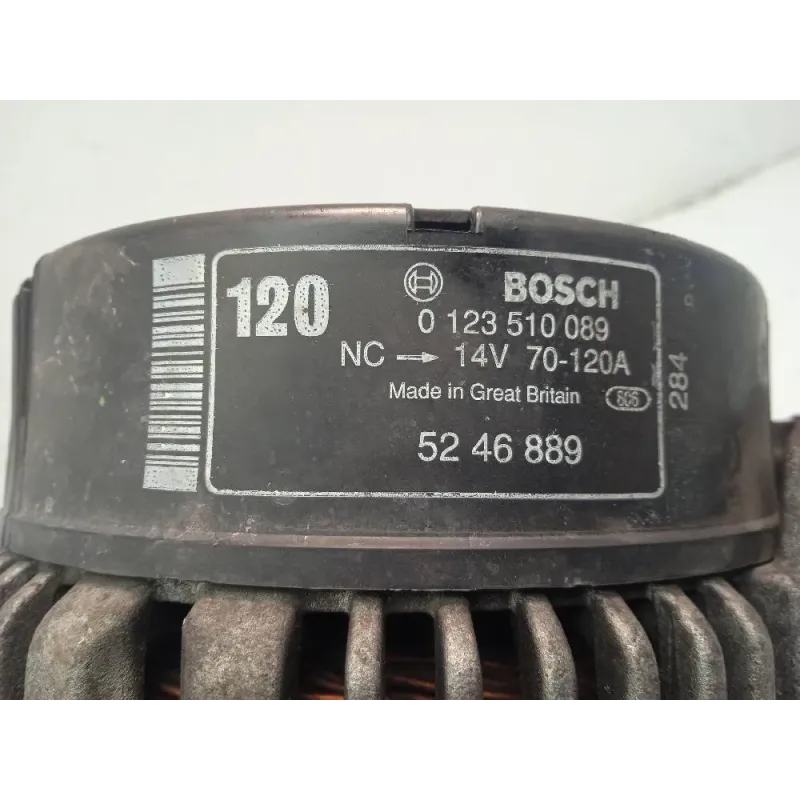 120
BOSCH
0 123 510 089
NC → 14V 70-120A
Made in Great Britain
52 46 889
284